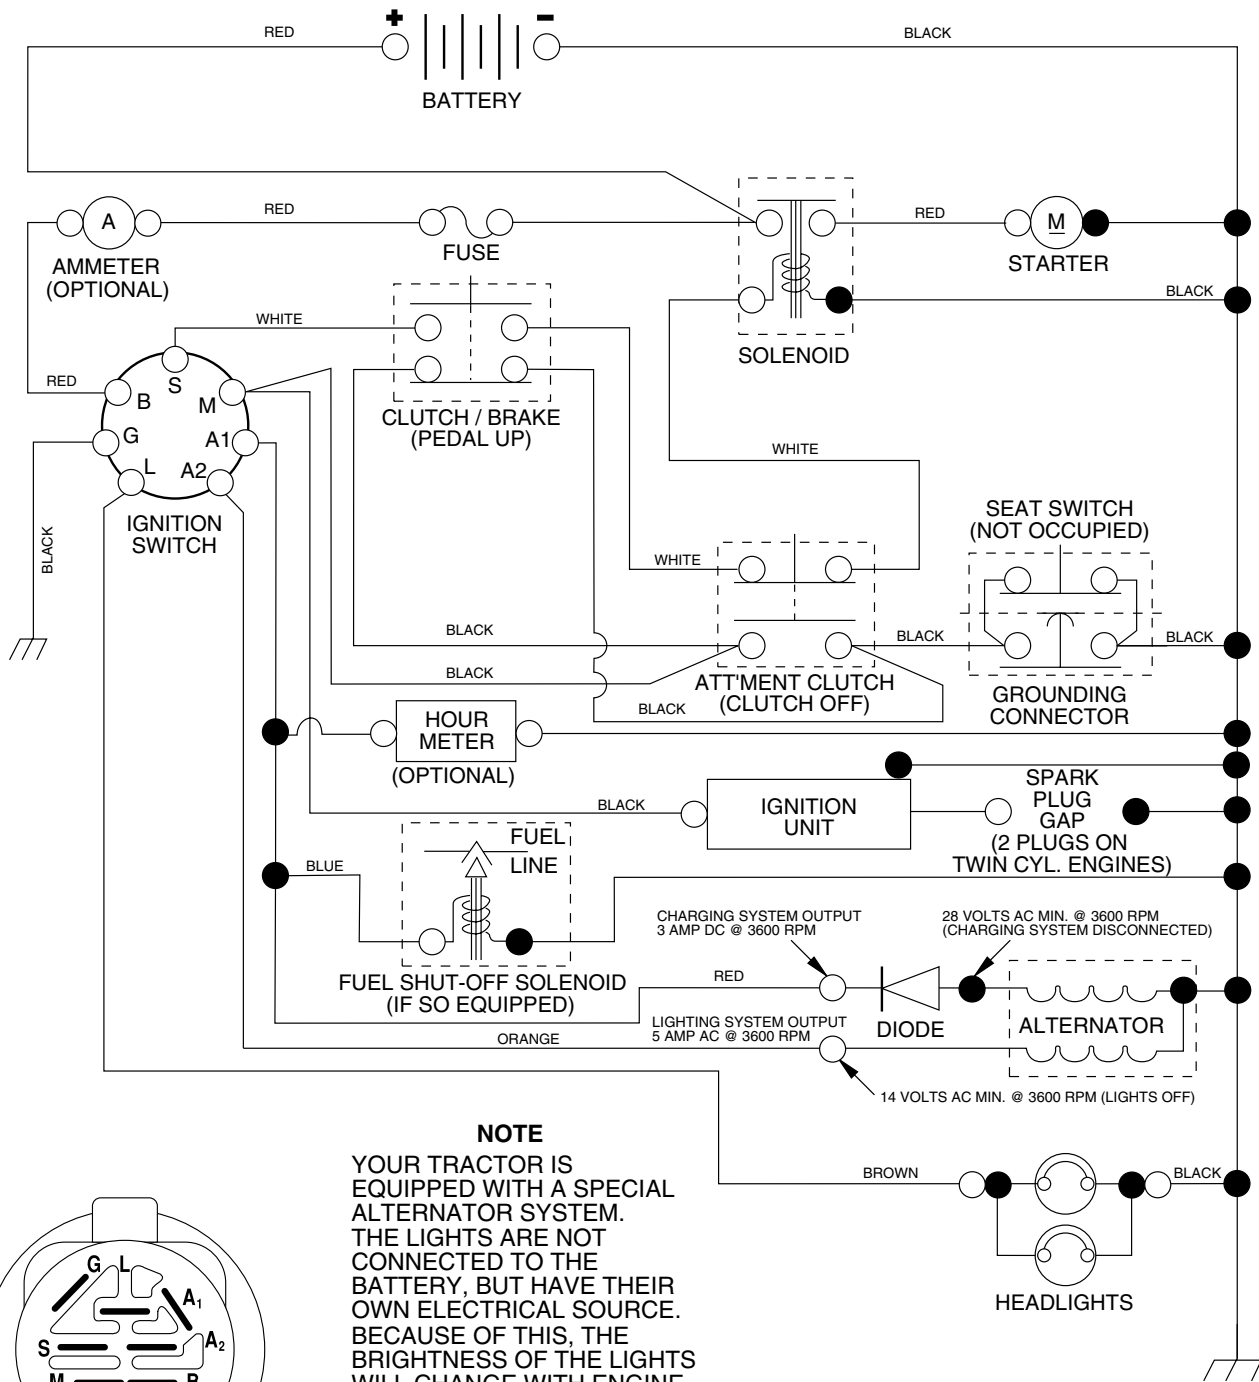 + -
RED
BLACK
BATTERY
RED
A
FUSE
RED
M
AMMETER
(OPTIONAL)
STARTER
WHITE
BLACK
SOLENOID
RED
S
B
M
CLUTCH / BRAKE
(PEDAL UP)
G
A1
WHITE
L
A2
IGNITION
SWITCH
BLACK
SEAT SWITCH
(NOT OCCUPIED)
WHITE
BLACK
BLACK
BLACK
BLACK
ATT'MENT CLUTCH
(CLUTCH OFF)
GROUNDING
CONNECTOR
BLACK
HOUR
METER
(OPTIONAL)
BLACK
IGNITION
UNIT
SPARK
PLUG
GAP
(2 PLUGS ON
TWIN CYL. ENGINES)
FUEL
LINE
BLUE
FUEL SHUT-OFF SOLENOID
(IF SO EQUIPPED)
CHARGING SYSTEM OUTPUT
3 AMP DC @ 3600 RPM
28 VOLTS AC MIN. @ 3600 RPM
(CHARGING SYSTEM DISCONNECTED)
RED
DIODE
ALTERNATOR
LIGHTING SYSTEM OUTPUT
5 AMP AC @ 3600 RPM
ORANGE
14 VOLTS AC MIN. @ 3600 RPM (LIGHTS OFF)
BROWN
BLACK
HEADLIGHTS
NOTE
YOUR TRACTOR IS
EQUIPPED WITH A SPECIAL
ALTERNATOR SYSTEM.
THE LIGHTS ARE NOT
CONNECTED TO THE
BATTERY, BUT HAVE THEIR
OWN ELECTRICAL SOURCE.
BECAUSE OF THIS, THE
BRIGHTNESS OF THE LIGHTS
WILL CHANGE WITH ENGINE
G L
A1
S
A2
M
B